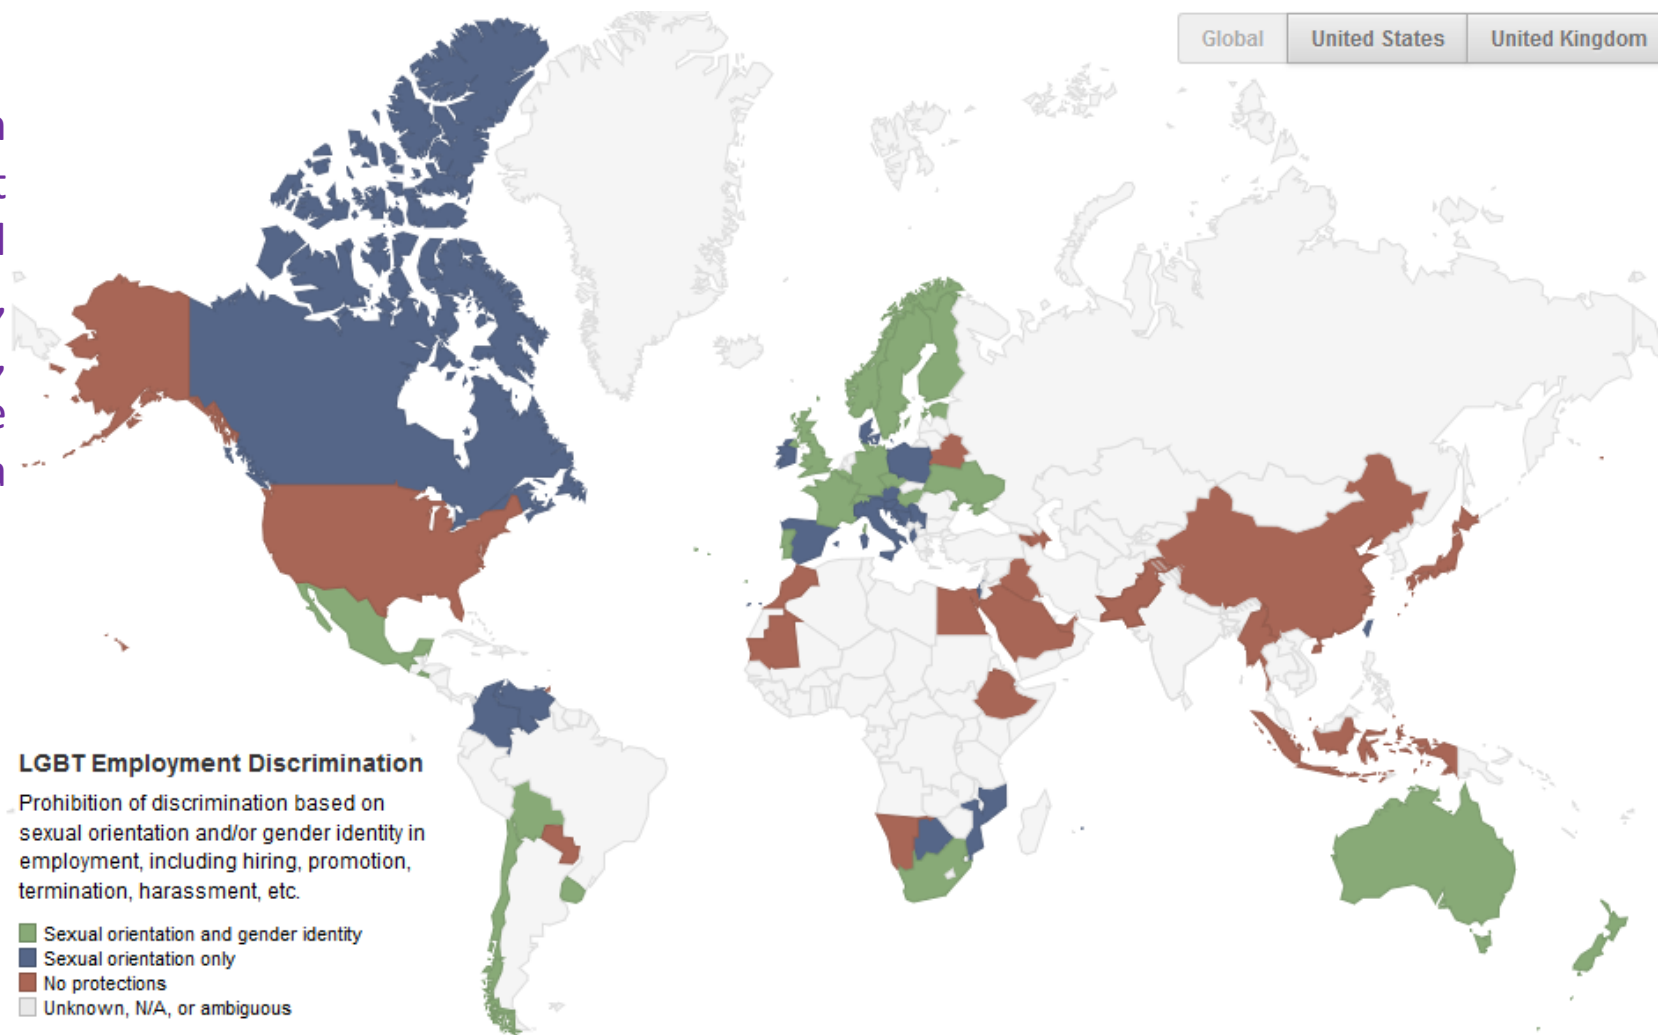 Global United States United Kingdom
n
t
l
,
,
e
n
LGBT Employment Discrimination
Prohibition of discrimination based on
sexual orientation and/or gender identity in
employment, including hiring, promotion,
termination, harassment, etc.
Sexual orientation and gender identity
Sexual orientation only
No protections
Unknown, N/A, or ambiguous